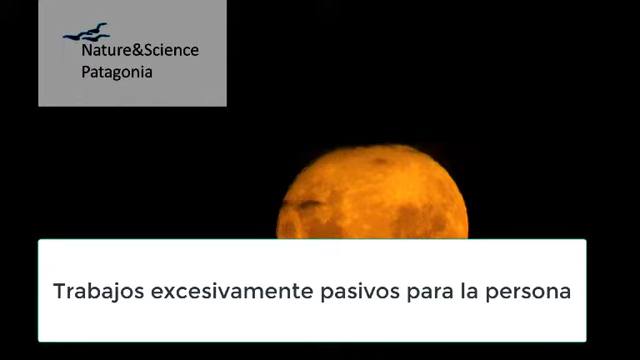 Nature&Science
Patagonia
Trabajos excesivamente pasivos para la persona